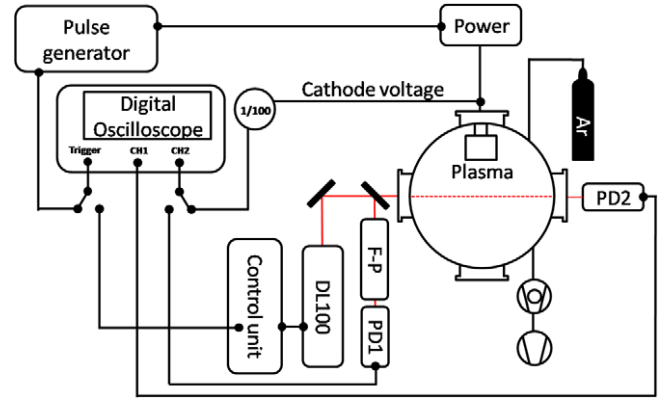 Pulse
generator
Power
Digital
Oscilloscope
1/100
Cathode voltage
Ar
Trigger
CH1
CH2
Plasma
PD2
F-P
Control unit
DL100
PD1